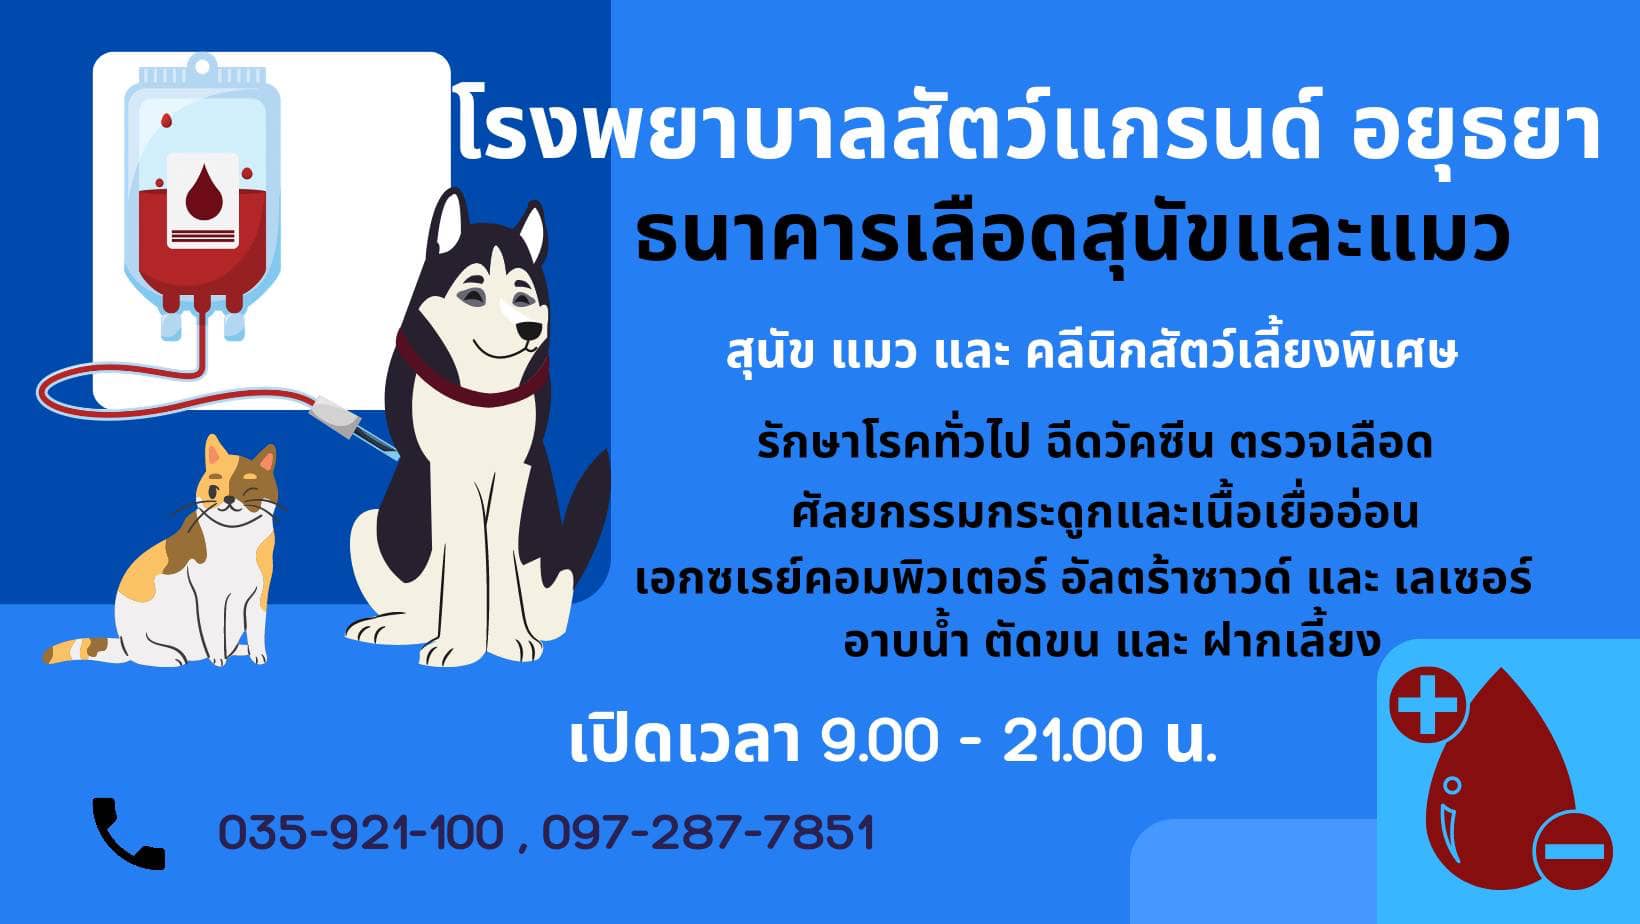 โรงพยาบาลสัตว์แกรนด์ อยุธยา
ธนาคารเลือดสุนัขและแมว
สุนัข แมว และ คลีนิกสัตว์เลี้ยงพิเศษ
รักษาโรคทั่วไป ฉีดวัคซีน ตรวจเลือด
ศัลยกรรมกระดูกและเนื้อเยื่ออ่อน
เอกซเรย์คอมพิวเตอร์ อัลตร้าซาวด์ และ เลเซอร์
อาบน้ำ ตัดขน และ ฝากเลี้ยง
เปิดเวลา 9.00 - 21.00 น.
035-921-100 , 097-287-7851